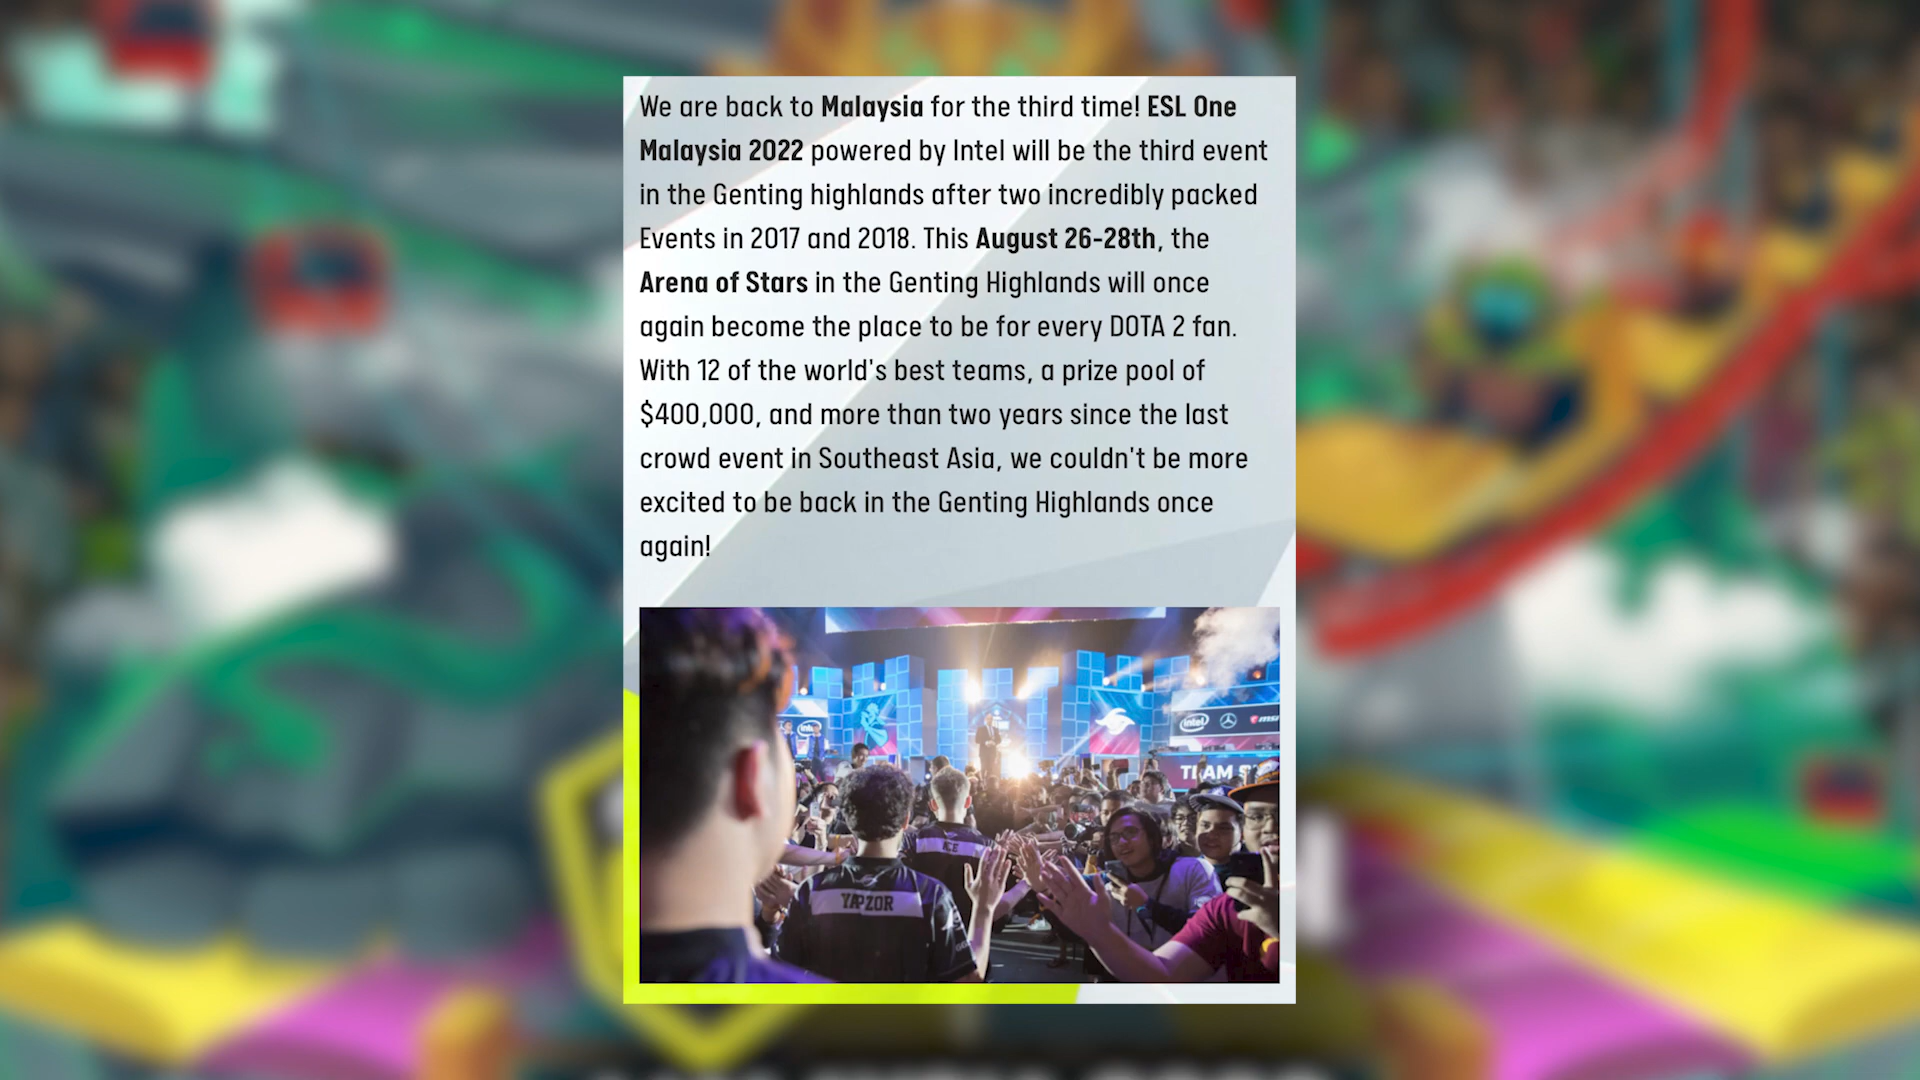 We are back to Malaysia for the third time! ESL One
Malaysia 2022 powered by Intel will be the third event
in the Genting highlands after two incredibly packed
Events in 2017 and 2018. This August 26-28th, the
Arena of Stars in the Genting Highlands will once
again become the place to be for every DOTA 2 fan.
With 12 of the world's best teams, a prize pool of
$400,000, and more than two years since the last
crowd event in Southeast Asia, we couldn't be more
excited to be back in the Genting Highlands once
again!
intel
intel
msi
TEAM
ACE
YAPZOR